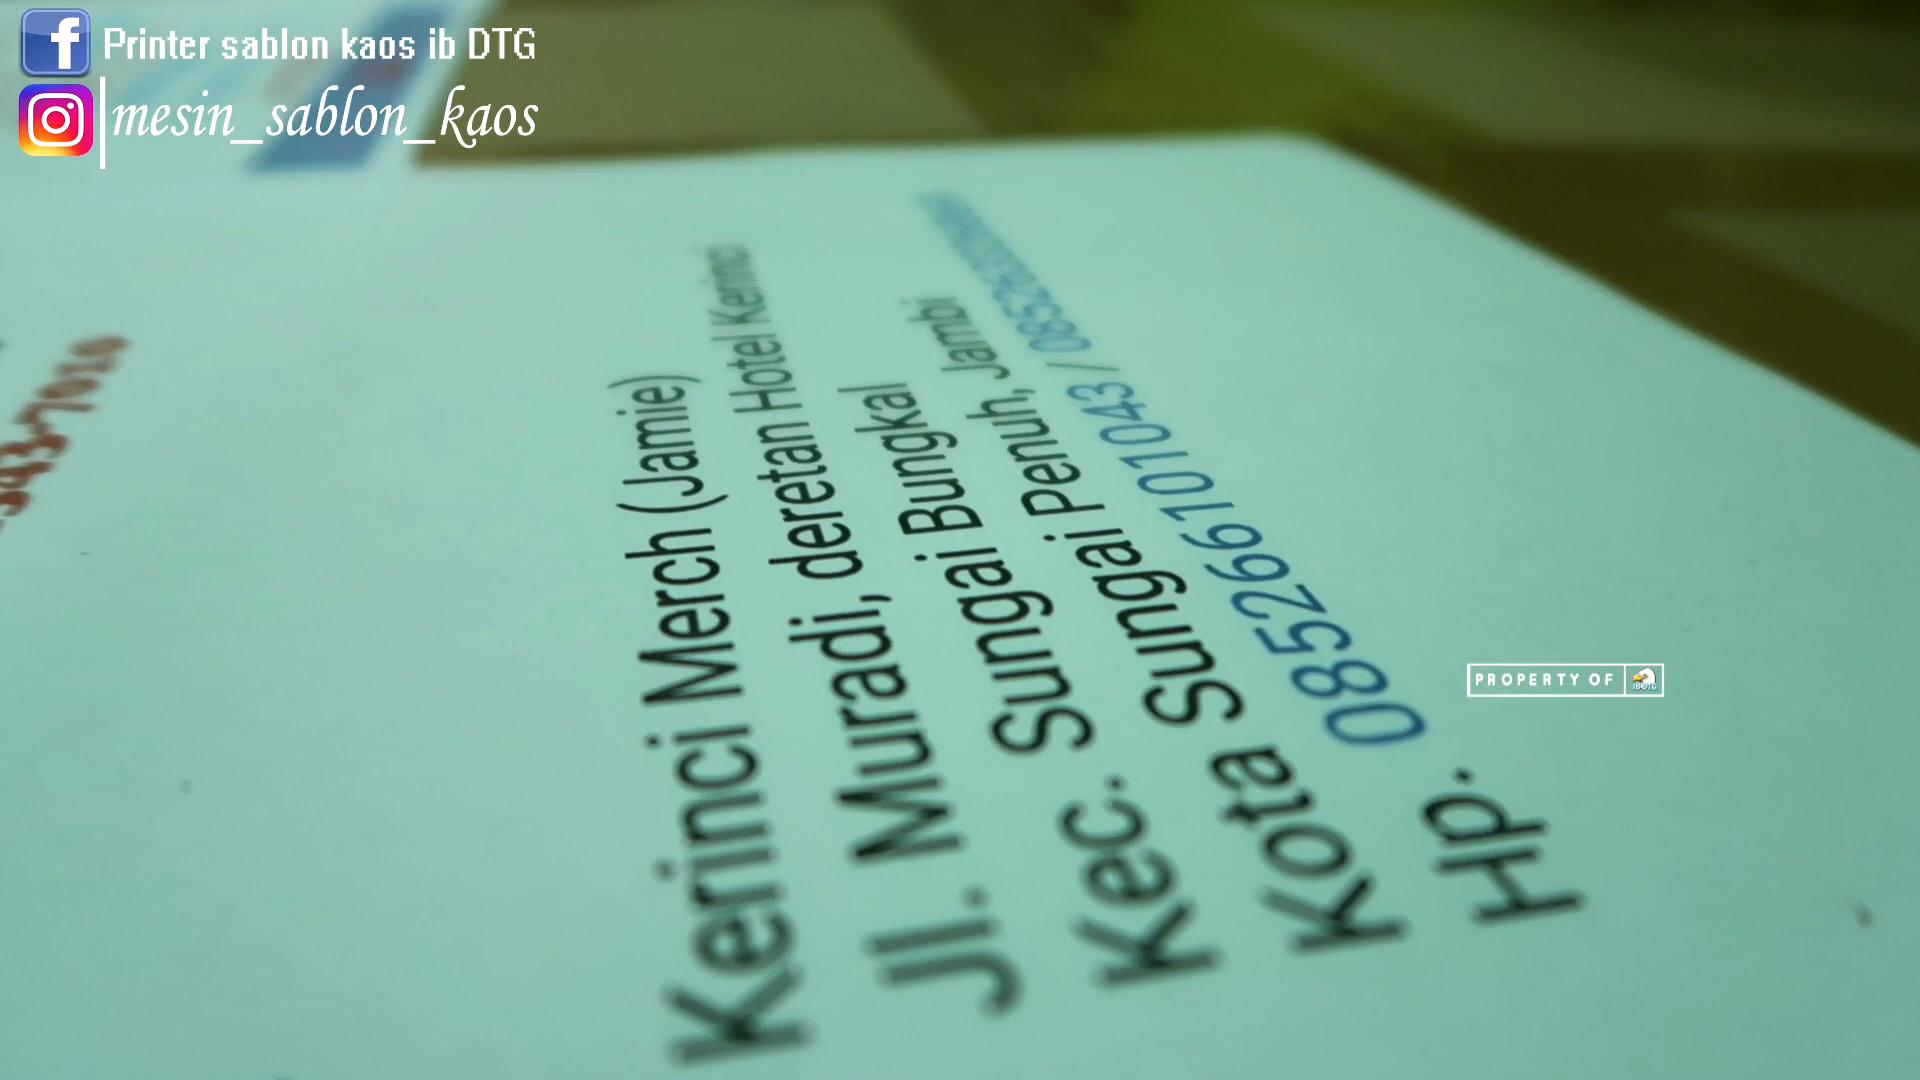 Printer sablon kaos ib DTG
mesin_sablon_kaos
Kerinci Merch (Jamie)
Jl. Muradi, deretan Hotel Kerinci
Kec. Sungai Bungkal
Kota Sungai Penuh, Jambi
Hp. 085266101043 /
PROPERTY OF